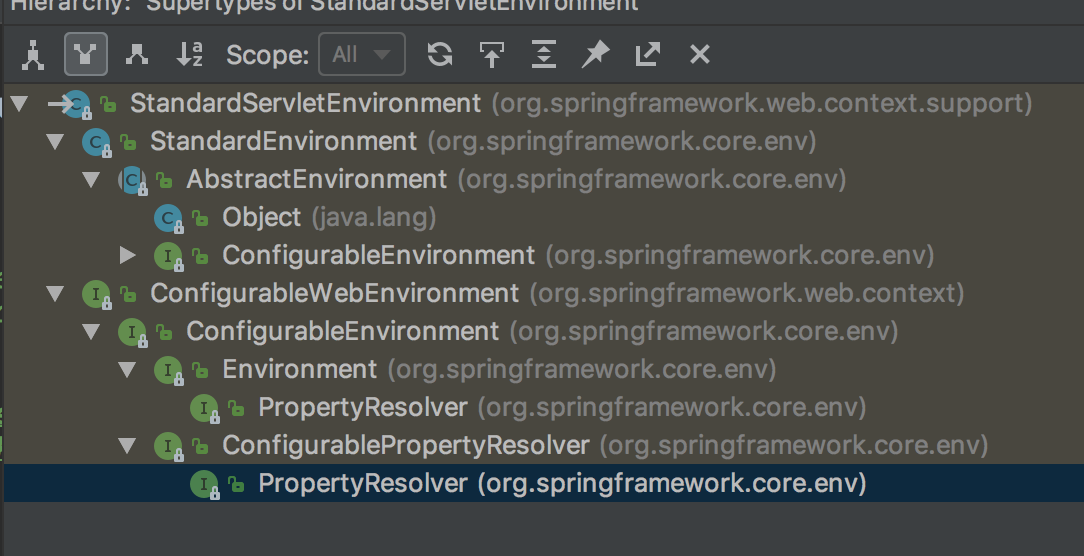 Hierarchy: Supertypes of StandardServletEnvironment
Scope: All
StandardServletEnvironment (org.springframework.web.context.support)
StandardEnvironment (org.springframework.core.env)
AbstractEnvironment (org.springframework.core.env)
Object (java.lang)
ConfigurableEnvironment (org.springframework.core.env)
ConfigurableWebEnvironment (org.springframework.web.context)
ConfigurableEnvironment (org.springframework.core.env)
Environment (org.springframework.core.env)
PropertyResolver (org.springframework.core.env)
ConfigurablePropertyResolver (org.springframework.core.env)
PropertyResolver (org.springframework.core.env)